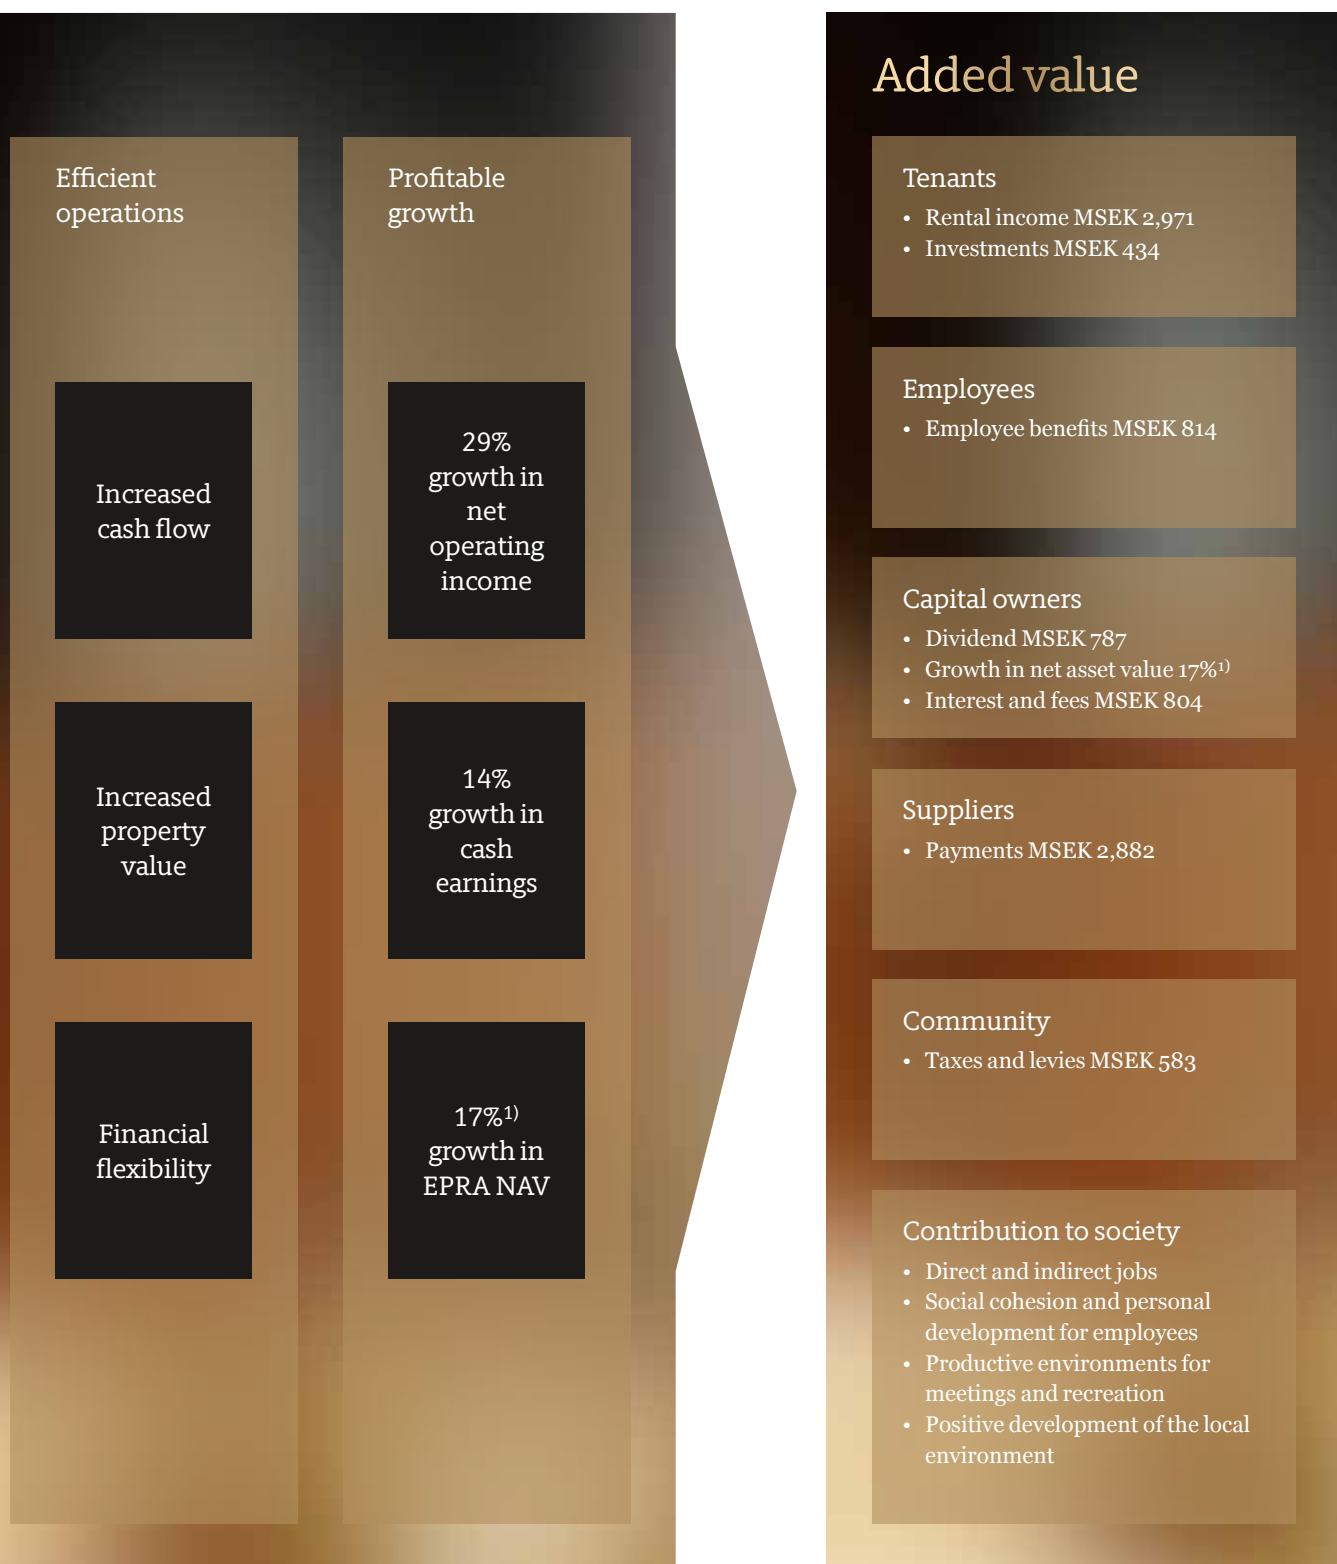 Efficient
operations
Increased
cash flow
Increased
property
value
Financial
flexibility
Profitable
growth
29%
growth in
net
operating
income
14%
growth in
cash
earnings
17%1)
growth in
EPRA NAV
Added value
Tenants
• Rental income MSEK 2,971
• Investments MSEK 434
Employees
• Employee benefits MSEK 814
Capital owners
• Dividend MSEK 787
• Growth in net asset value 17%1)
• Interest and fees MSEK 804
Suppliers
• Payments MSEK 2,882
Community
• Taxes and levies MSEK 583
Contribution to society
• Direct and indirect jobs
• Social cohesion and personal
development for employees
• Productive environments for
meetings and recreation
• Positive development of the local
environment